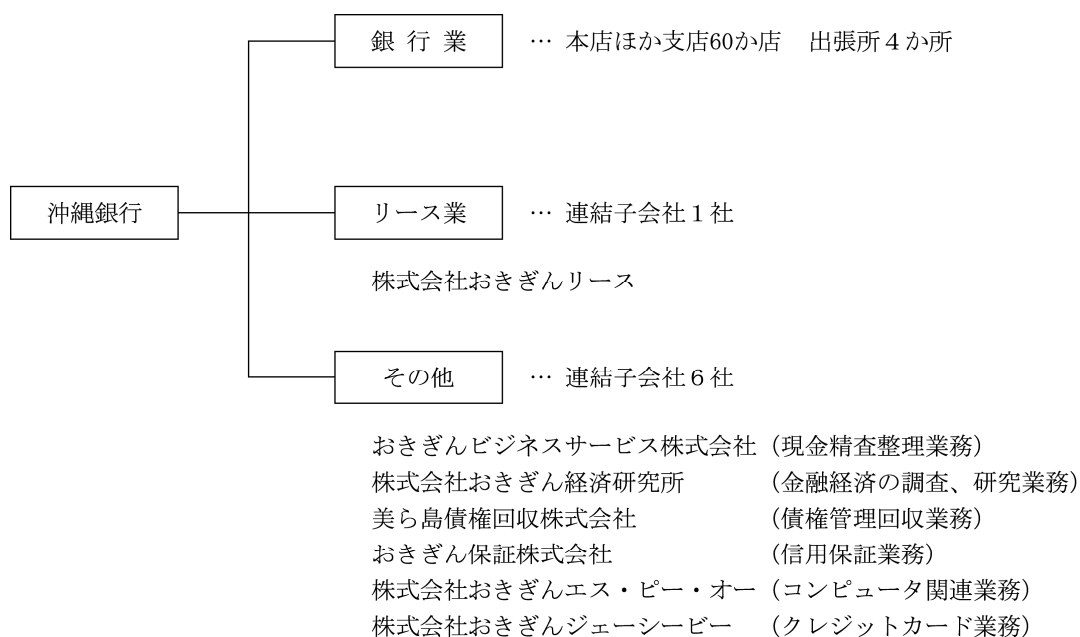 銀行業 … 本店ほか支店60か店　出張所４か所
沖縄銀行
リース業 … 連結子会社１社
株式会社おきぎんリース
その他 … 連結子会社６社
おきぎんビジネスサービス株式会社（現金精査整理業務）
株式会社おきぎん経済研究所（金融経済の調査、研究業務）
美ら島債権回収株式会社（債権管理回収業務）
おきぎん保証株式会社（信用保証業務）
株式会社おきぎんエス・ピー・オー（コンピュータ関連業務）
株式会社おきぎんジェーシービー（クレジットカード業務）